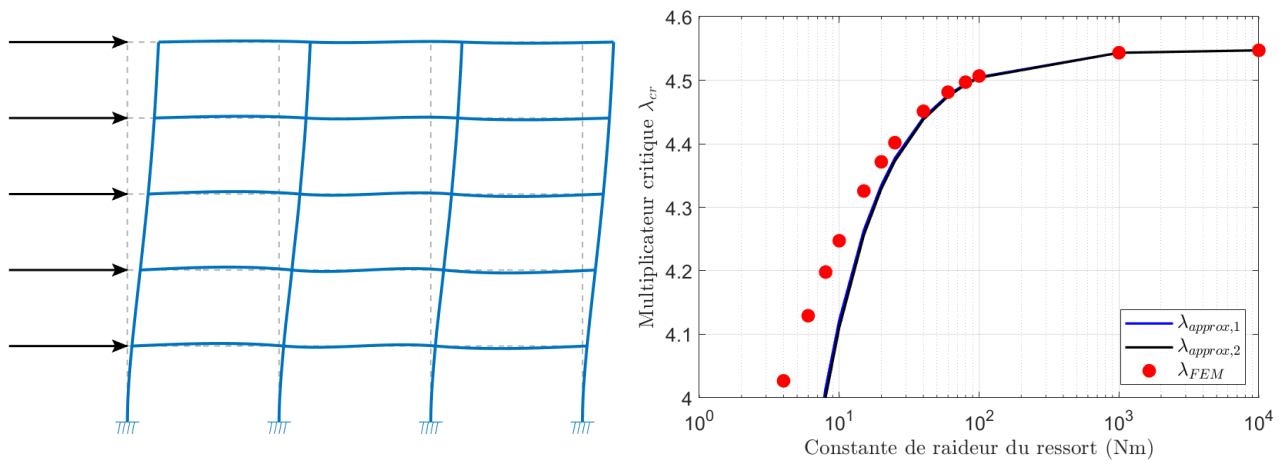 4.6
4.5
4.4
4.3
4.2
4.1
4
Multiplicateur critique λcr
10^0
10^1
10^2
10^3
10^4
Constante de raideur du ressort (Nm)
λapprox,1
λapprox,2
λFEM